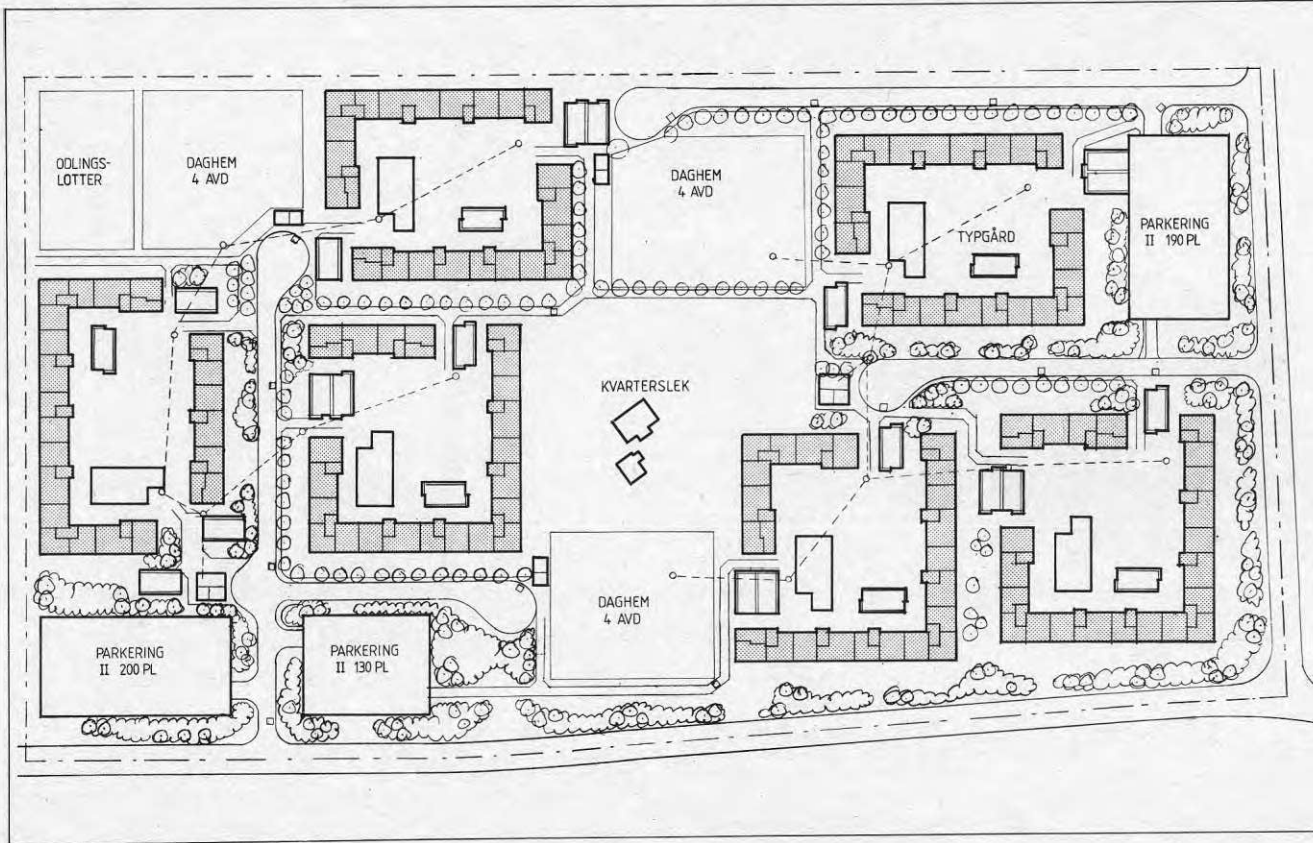 ODLINGS-
LOTTER
DAGHEM
4 AVD
DAGHEM
4 AVD
TYPGÅRD
PARKERING
II 190 PL
KVARTERSLEK
DAGHEM
4 AVD
PARKERING
II 200 PL
PARKERING
II 130 PL